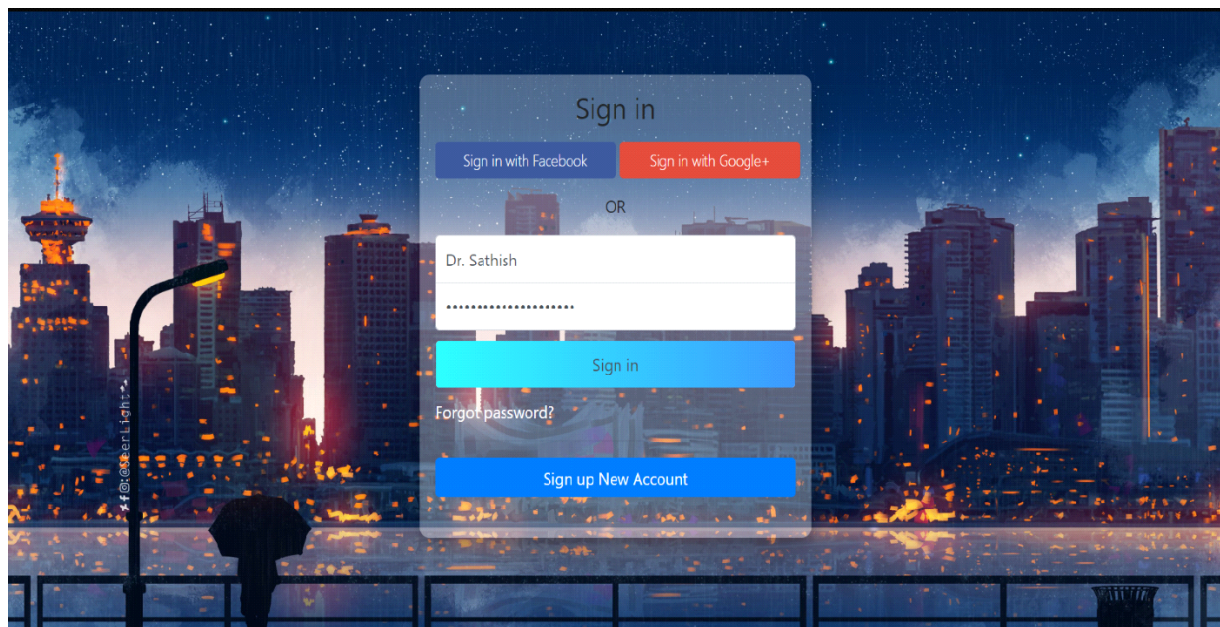 Sign in
Sign in with Facebook Sign in with Google+
OR
Dr. Sathish
•••••••••••••••••••••
Sign in
Forgot password?
Sign up New Account
@SeerLight